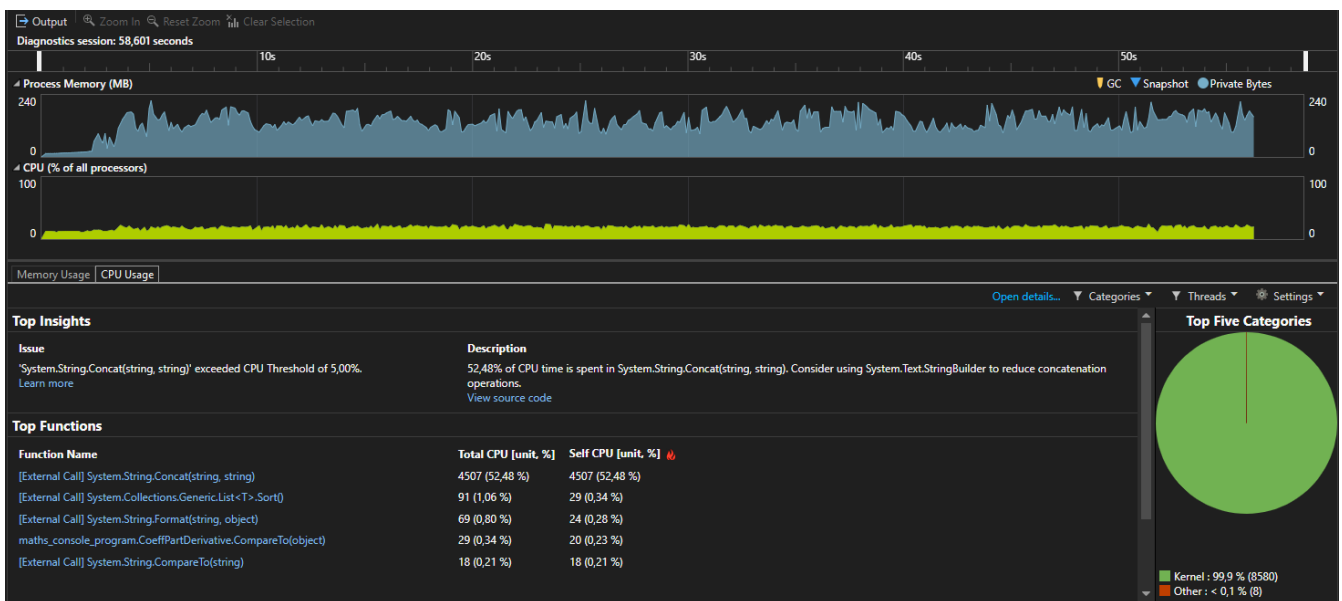 Output Zoom In Reset Zoom Clear Selection
Diagnostics session: 58,601 seconds
10s 20s 30s 40s 50s
Process Memory (MB) GC Snapshot Private Bytes
240 240
0 0
CPU (% of all processors)
100 100
0 0
Memory Usage CPU Usage
Open details... Categories Threads Settings
Top Insights
Issue Description
'System.String.Concat(string, string)' exceeded CPU Threshold of 5,00%. 52,48% of CPU time is spent in System.String.Concat(string, string). Consider using System.Text.StringBuilder to reduce concatenation
Learn more operations.
View source code
Top Functions
Function Name Total CPU [unit, %] Self CPU [unit, %]
[External Call] System.String.Concat(string, string) 4507 (52,48 %) 4507 (52,48 %)
[External Call] System.Collections.Generic.List<T>.Sort() 91 (1,06 %) 29 (0,34 %)
[External Call] System.String.Format(string, object) 69 (0,80 %) 24 (0,28 %)
maths_console_program.CoeffPartDerivative.CompareTo(object) 29 (0,34 %) 20 (0,23 %)
[External Call] System.String.CompareTo(string) 18 (0,21 %) 18 (0,21 %)
Top Five Categories
Kernel : 99,9 % (8580)
Other : < 0,1 % (8)